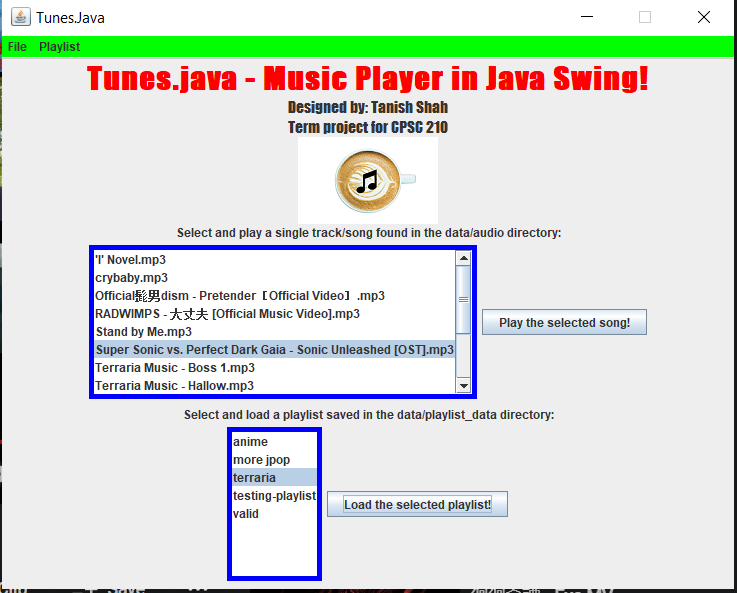 Tunes.Java
File Playlist
Tunes.java - Music Player in Java Swing!
Designed by: Tanish Shah
Term project for CPSC 210
Select and play a single track/song found in the data/audio directory:
'I' Novel.mp3
crybaby.mp3
Official髭男dism - Pretender［Official Video］.mp3
RADWIMPS - 大丈夫 [Official Music Video].mp3
Stand by Me.mp3
Super Sonic vs. Perfect Dark Gaia - Sonic Unleashed [OST].mp3
Terraria Music - Boss 1.mp3
Terraria Music - Hallow.mp3
Play the selected song!
Select and load a playlist saved in the data/playlist_data directory:
anime
more jpop
terraria
testing-playlist
valid
Load the selected playlist!